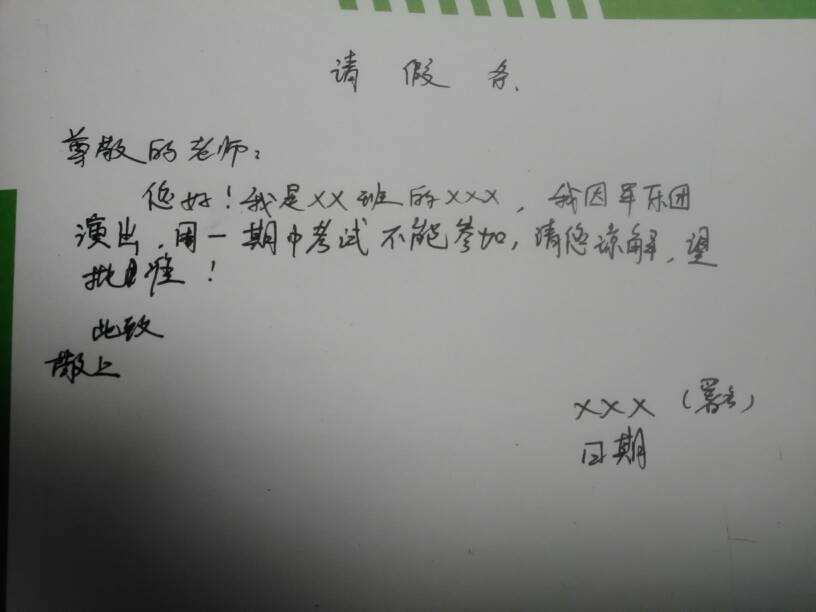 请假条
尊敬的老师：
您好！我是XX班的XXX，我因军乐团
演出，周一期中考试不能参加，请您谅解，望
批准！
此致
敬上
XXX（署名）
日期